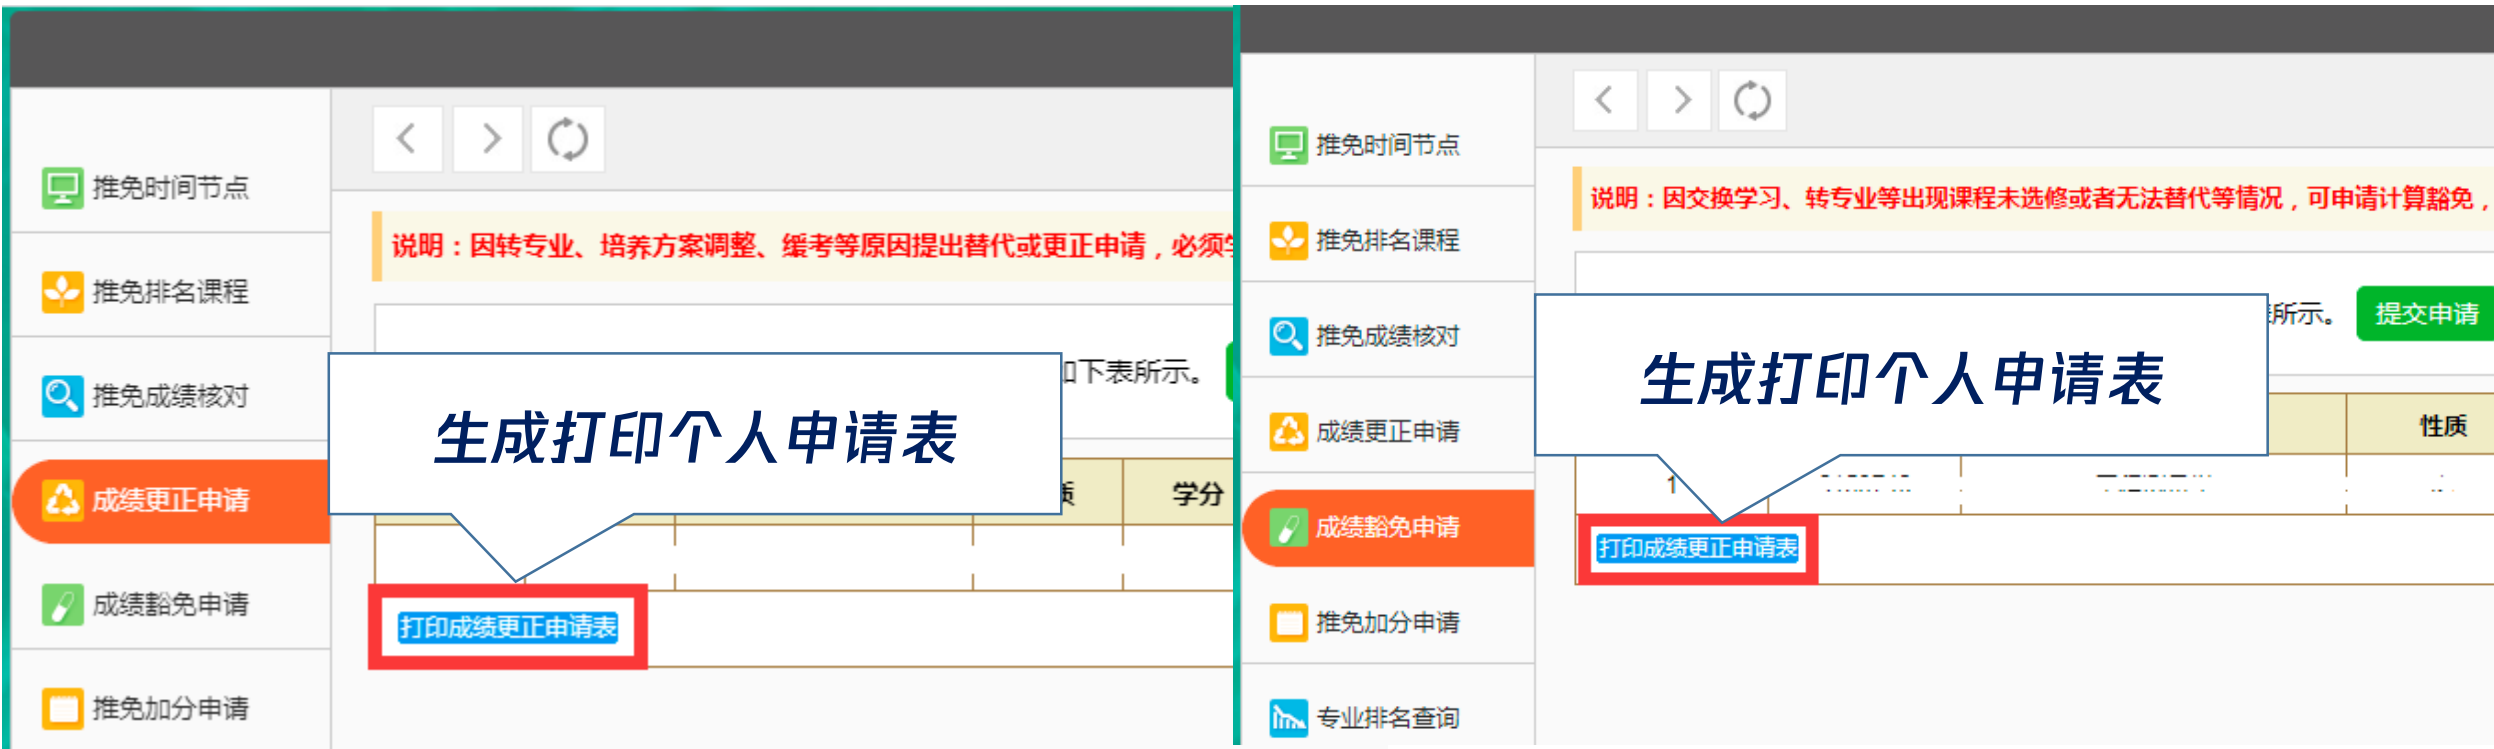 推免时间节点
推免排名课程
推免成绩核对
成绩更正申请
成绩豁免申请
推免加分申请
说明：因转专业、培养方案调整、缓考等原因提出替代或更正申请，必须
下表所示。
生成打印个人申请表
学分
打印成绩更正申请表
推免时间节点
推免排名课程
推免成绩核对
成绩更正申请
成绩豁免申请
推免加分申请
专业排名查询
说明：因交换学习、转专业等出现课程未选修或者无法替代等情况，可申请计算豁免，
所示。
提交申请
生成打印个人申请表
性质
1
打印成绩更正申请表